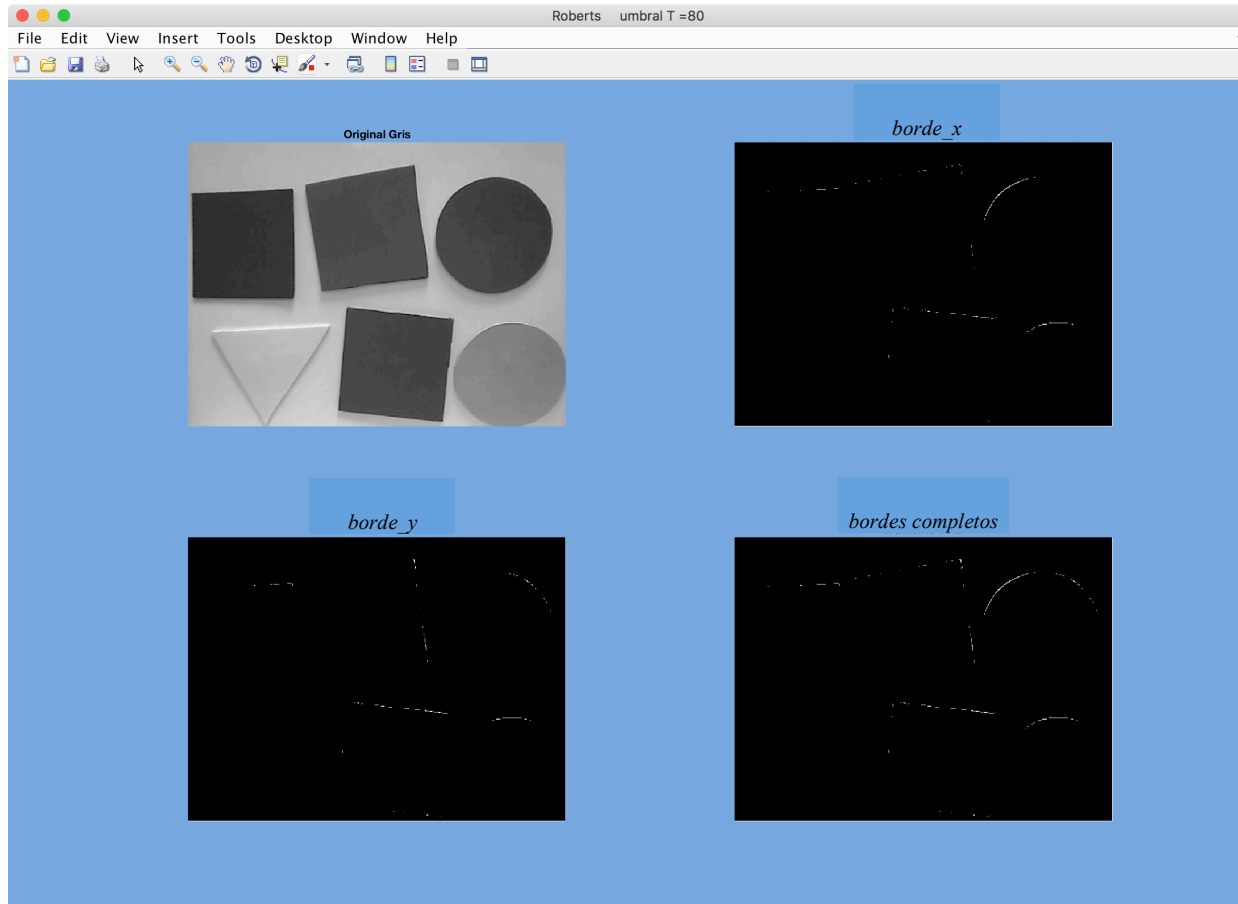 Roberts umbral T =80
File Edit View Insert Tools Desktop Window Help
Original Gris
borde_x
borde_y
bordes completos